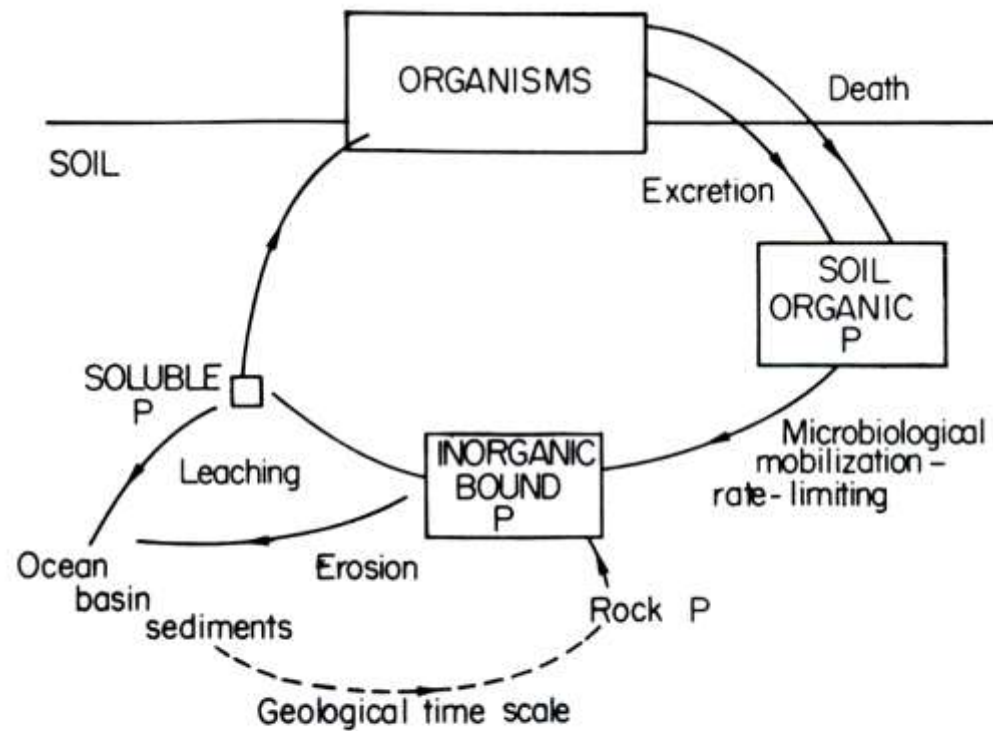 ORGANISMS
Death
SOIL
Excretion
SOIL
ORGANIC
P
SOLUBLE
P
Leaching
INORGANIC
BOUND
P
Microbiological
mobilization-
rate-limiting
Ocean
basin
sediments
Erosion
Rock P
Geological time scale